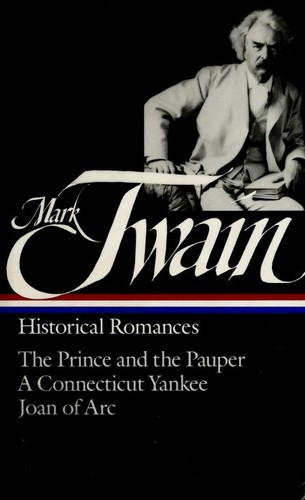 Mark
Twain
Historical Romances
The Prince and the Pauper
A Connecticut Yankee
Joan of Arc